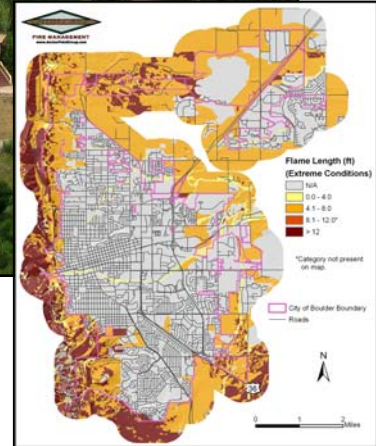 FIRE MANAGEMENT
Flame Length (ft)
(Extreme Conditions)
N/A
0.0 - 4.0
4.1 - 8.0
8.1 - 12.0*
> 12
*Category not present
on map.
City of Boulder Boundary
Roads
N
36
0 1 2
Miles